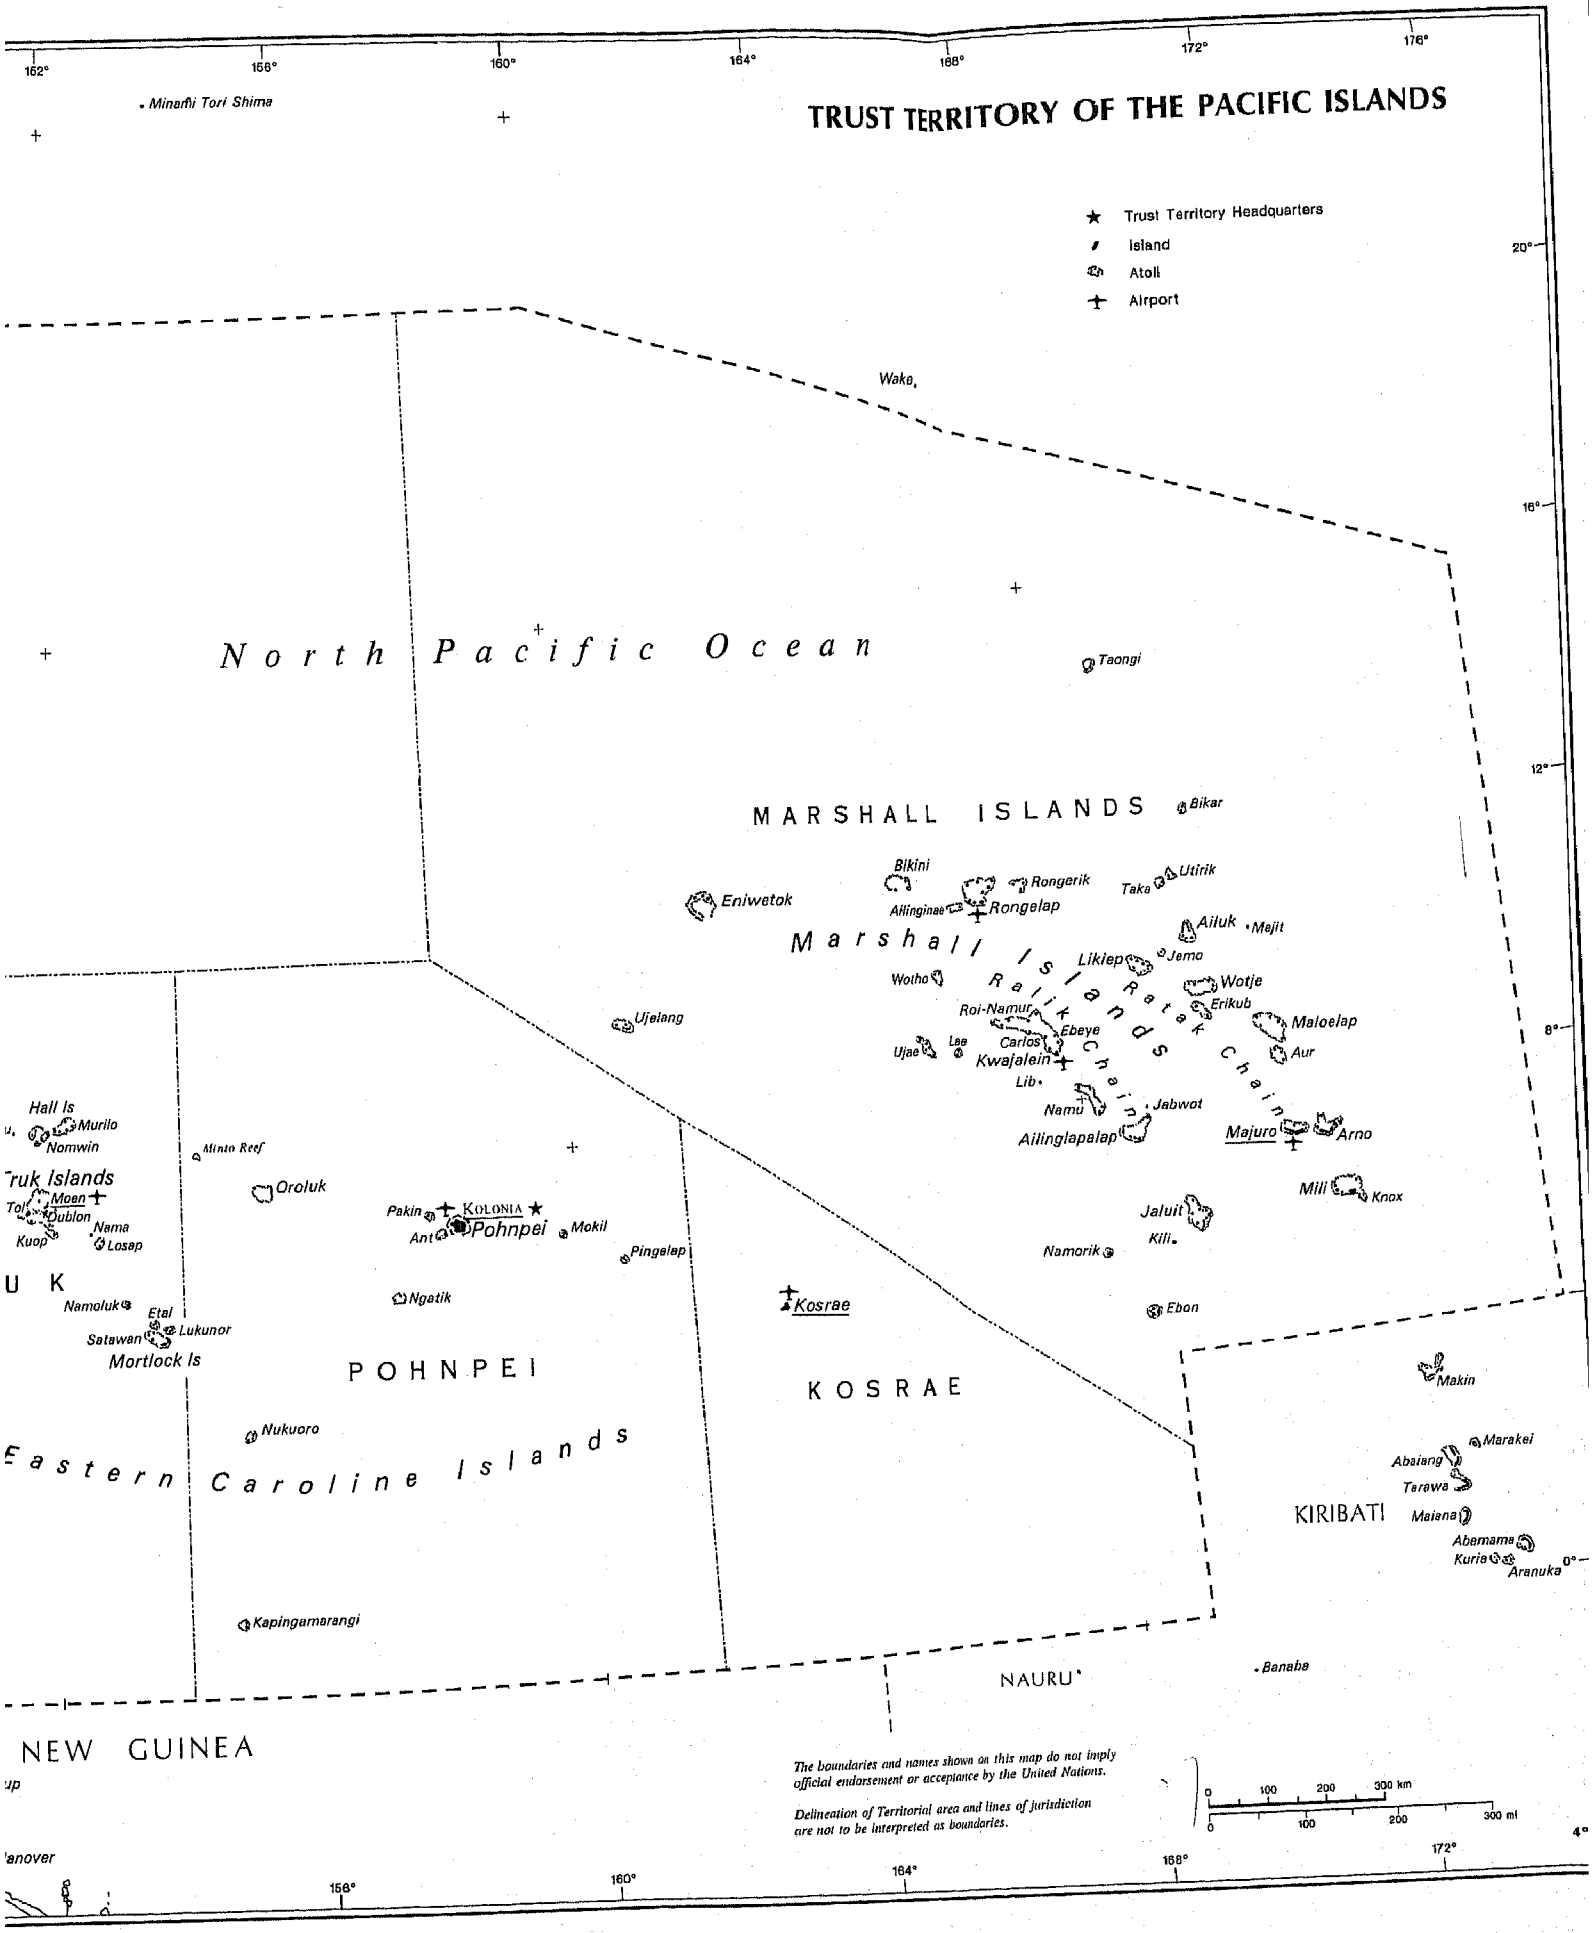 152° 156° 160° 164° 168° 172° 176°
Minami Tori Shima
TRUST TERRITORY OF THE PACIFIC ISLANDS
Trust Territory Headquarters
Island
Atoll
Airport
20°
Wake
16°
North Pacific Ocean
Taongi
12°
MARSHALL ISLANDS
Bikar
Bikini
Eniwetok
Rongerik
Utirik
Taka
Ailinginae
Rongelap
Ailuk
Mejit
Marshall Islands
Likiep
Jemo
Wotho
Ralik Chain
Ratak Chain
Wotje
Erikub
Roi-Namur
Ujelang
Ebeye
Maloelap
8°
Carlos
Ujae
Lae
Kwajalein
Aur
Lib
Namu
Jabwot
Ailinglapalap
Majuro
Arno
Hall Is
Murilo
Nomwin
Minto Reef
Truk Islands
Moen
Tol
Dublon
Nama
Kuop
Losap
Oroluk
Pakin
KOLONIA
Ant
Pohnpei
Mokil
Pingelap
Mili
Knox
Jaluit
Kili
Namorik
U K
Namoluk
Etal
Satawan
Lukunor
Mortlock Is
Ngatik
Kosrae
Ebon
POHNPEI
KOSRAE
Makin
Nukuoro
Eastern Caroline Islands
Marakei
Abaiang
Tarawa
KIRIBATI
Maiana
Abemama
Kuria
Aranuka
0°
Kapingamarangi
NAURU
Banaba
NEW GUINEA
up
The boundaries and names shown on this map do not imply
official endorsement or acceptance by the United Nations.
Delineation of Territorial area and lines of jurisdiction
are not to be interpreted as boundaries.
0 100 200 300 km
0 100 200 300 mi
anover
4°
156° 160° 164° 168° 172°